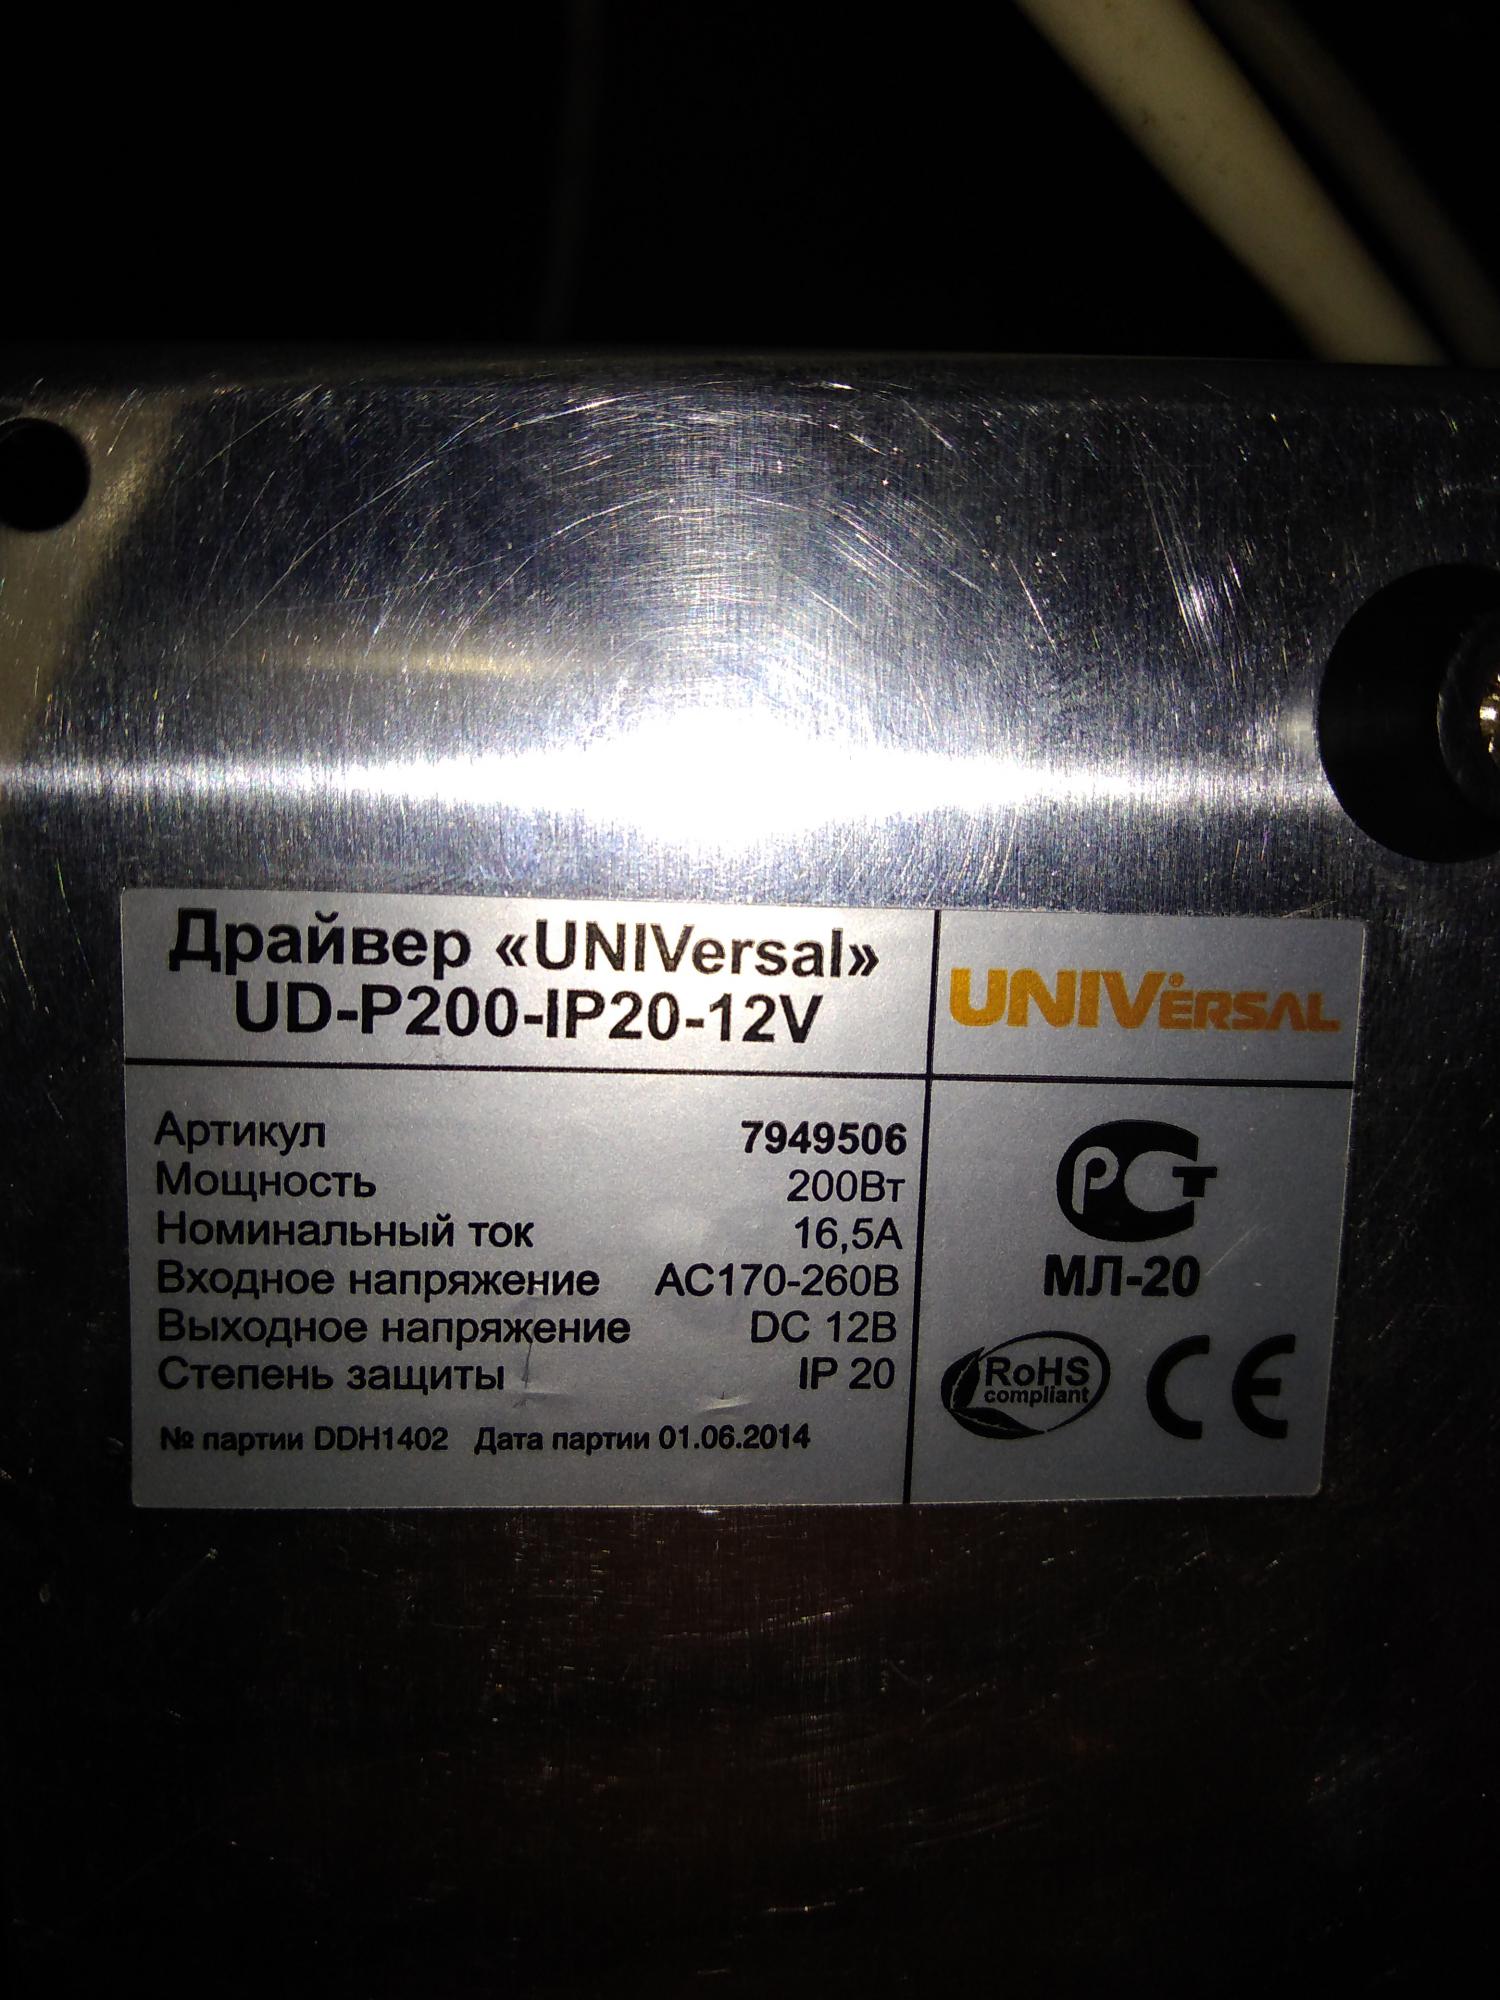 Драйвер «UNIVersal»
UD-P200-IP20-12V
UNIVERSAL
Артикул 7949506
Мощность 200Вт
Номинальный ток 16,5А
Входное напряжение AC170-260В
Выходное напряжение DC 12В
Степень защиты IP 20
№ партии DDH1402 Дата партии 01.06.2014
РСТ
МЛ-20
RoHS
compliant
CE